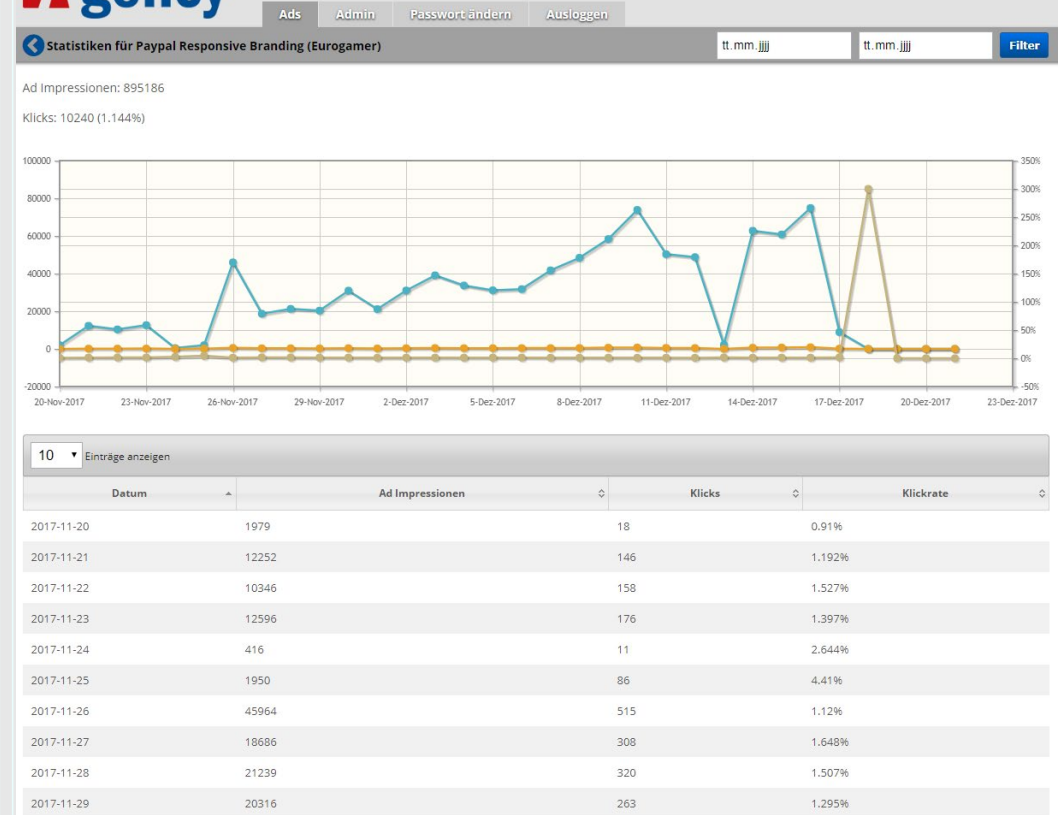 Ads Admin Passwort ändern Ausloggen
Statistiken für Paypal Responsive Branding (Eurogamer) tt.mm.jjjj tt.mm.jjjj Filter
Ad Impressionen: 895186
Klicks: 10240 (1.144%)
100000 350%
300%
80000
250%
60000
200%
40000 150%
100%
20000
50%
0
0%
-20000 -50%
20-Nov-2017 23-Nov-2017 26-Nov-2017 29-Nov-2017 2-Dez-2017 5-Dez-2017 8-Dez-2017 11-Dez-2017 14-Dez-2017 17-Dez-2017 20-Dez-2017 23-Dez-2017
10 Einträge anzeigen
Datum Ad Impressionen Klicks Klickrate
2017-11-20 1979 18 0.91%
2017-11-21 12252 146 1.192%
2017-11-22 10346 158 1.527%
2017-11-23 12596 176 1.397%
2017-11-24 416 11 2.644%
2017-11-25 1950 86 4.41%
2017-11-26 45964 515 1.12%
2017-11-27 18686 308 1.648%
2017-11-28 21239 320 1.507%
2017-11-29 20316 263 1.295%